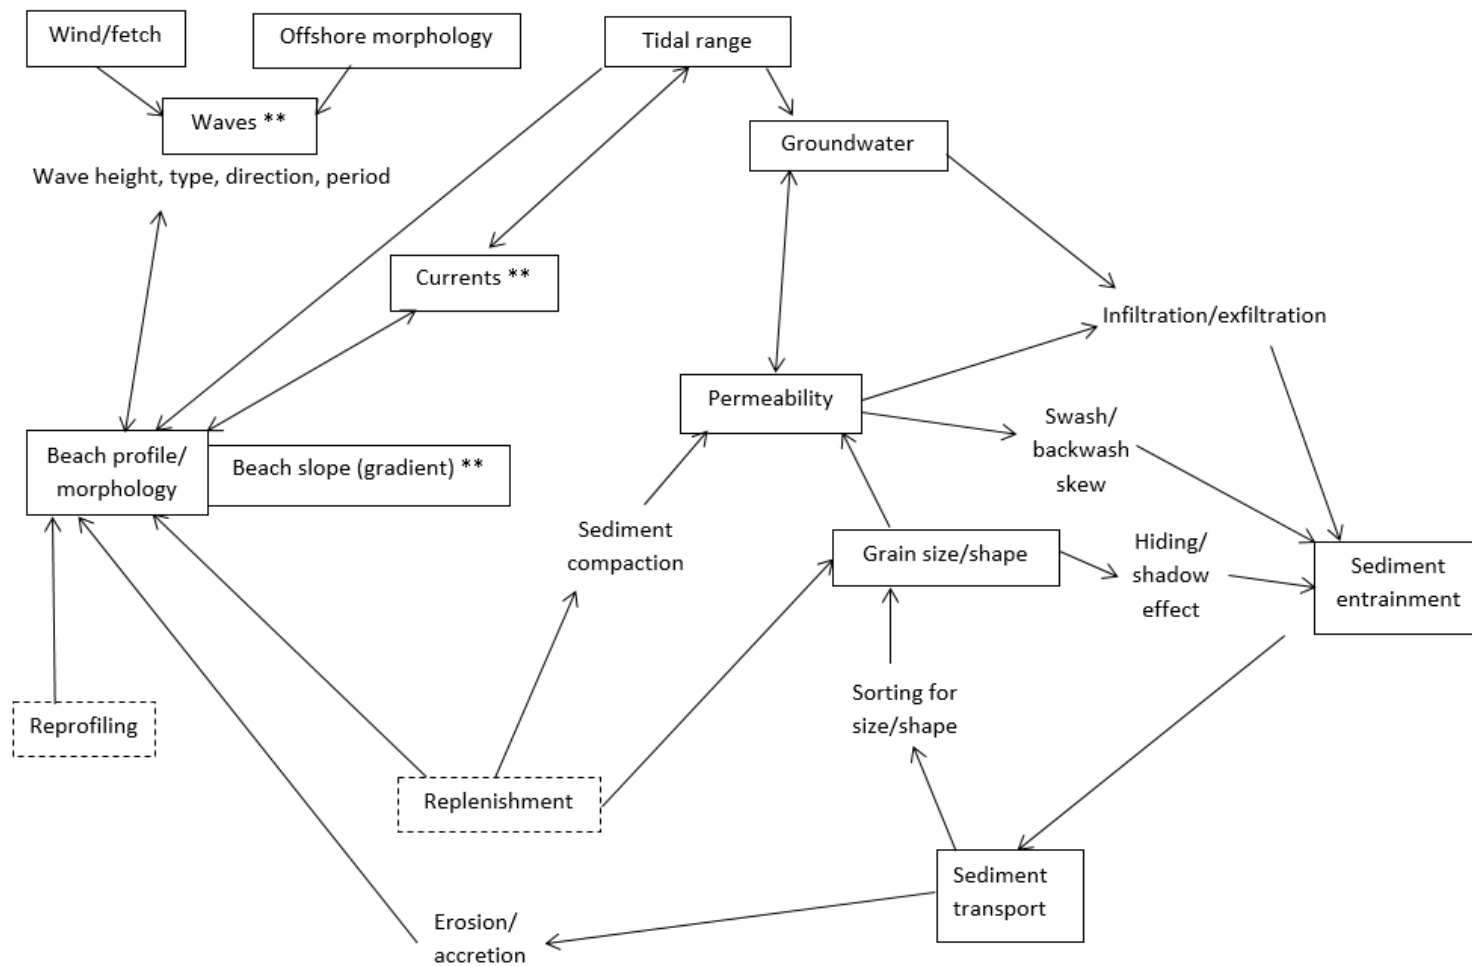 Wind/fetch
Offshore morphology
Tidal range
Waves **
Groundwater
Wave height, type, direction, period
Currents **
Infiltration/exfiltration
Permeability
Swash/
backwash
skew
Beach profile/
morphology
Beach slope (gradient) **
Sediment
compaction
Grain size/shape
Hiding/
shadow
effect
Sediment
entrainment
Sorting for
size/shape
Reprofiling
Replenishment
Sediment
transport
Erosion/
accretion